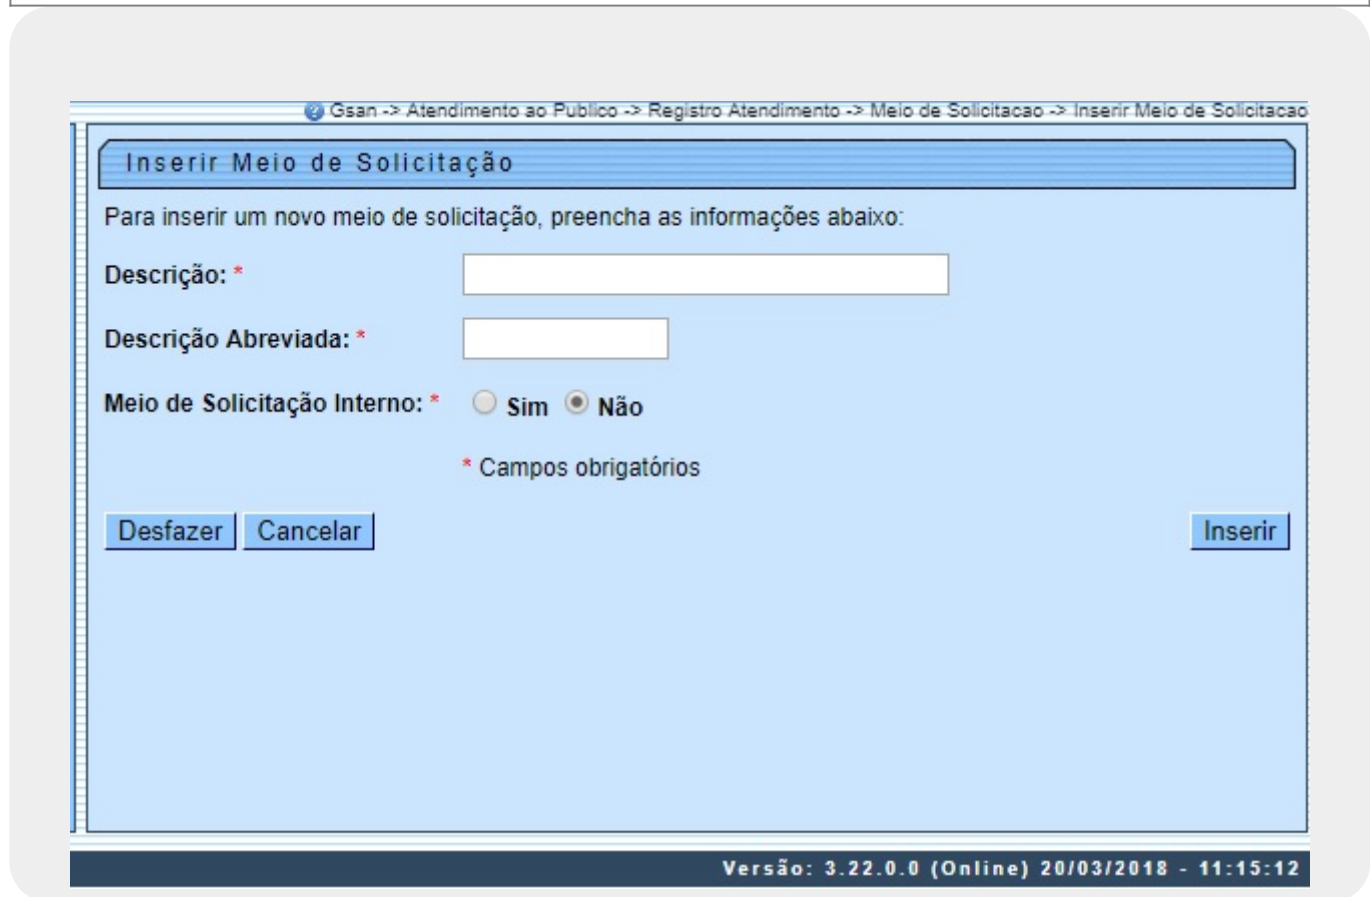 Gsan -> Atendimento ao Publico -> Registro Atendimento -> Meio de Solicitacao -> Inserir Meio de Solicitacao
Inserir Meio de Solicitação
Para inserir um novo meio de solicitação, preencha as informações abaixo:
Descrição: *
Descrição Abreviada: *
Meio de Solicitação Interno: * Sim Não
* Campos obrigatórios
Desfazer Cancelar Inserir
Versão: 3.22.0.0 (Online) 20/03/2018 - 11:15:12